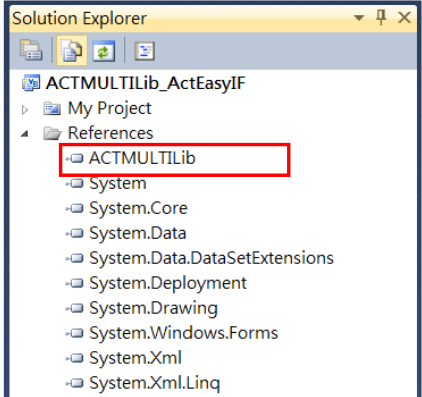 Solution Explorer
ACTMULTILib_ActEasyIF
My Project
References
ACTMULTILib
System
System.Core
System.Data
System.Data.DataSetExtensions
System.Deployment
System.Drawing
System.Windows.Forms
System.Xml
System.Xml.Linq